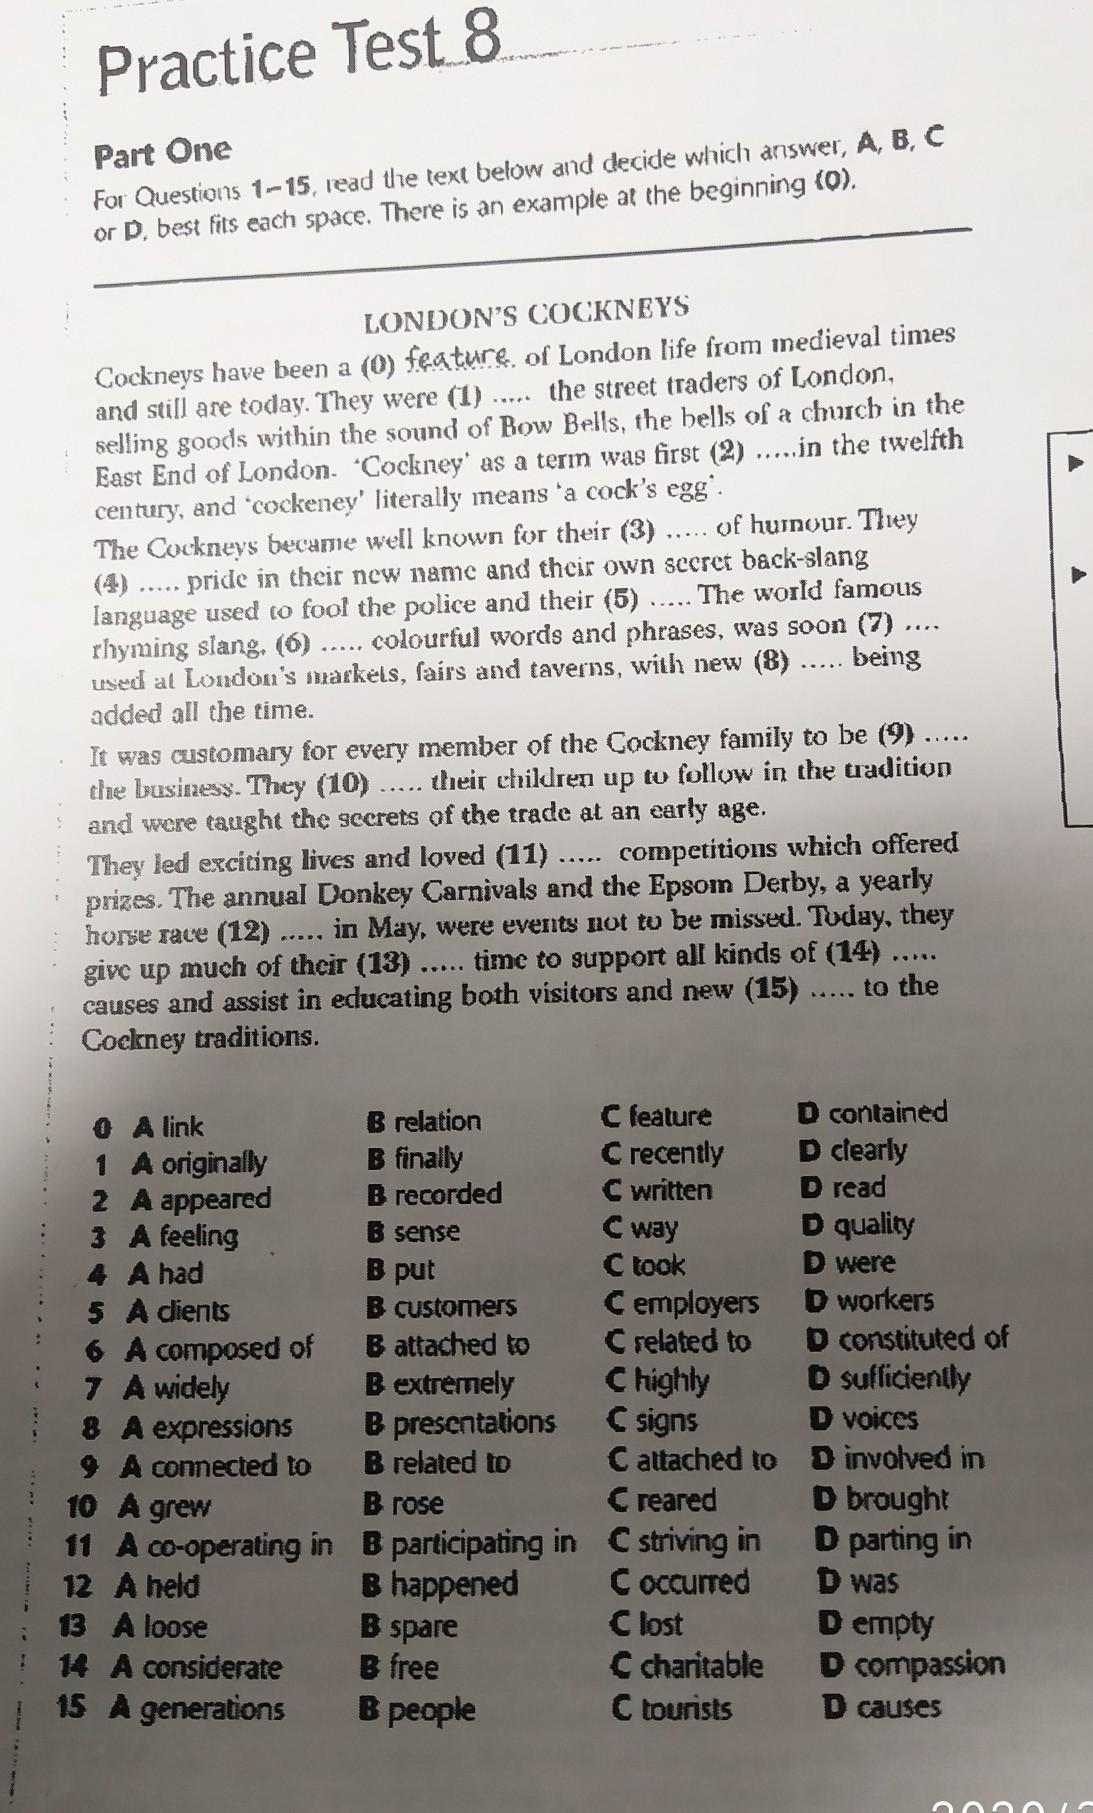 Practice Test 8
Part One
For Questions 1–15, read the text below and decide which answer, A, B, C
or D, best fits each space. There is an example at the beginning (0).
LONDON'S COCKNEYS
Cockneys have been a (0) feature. of London life from medieval times
and still are today. They were (1) ..... the street traders of London,
selling goods within the sound of Bow Bells, the bells of a church in the
East End of London. 'Cockney' as a term was first (2) .....in the twelfth
century, and 'cockeney' literally means 'a cock's egg'.
The Cockneys became well known for their (3) ..... of humour. They
(4) ..... pride in their new name and their own secret back-slang
language used to fool the police and their (5) ..... The world famous
rhyming slang, (6) ..... colourful words and phrases, was soon (7) ....
used at London's markets, fairs and taverns, with new (8) ..... being
added all the time.
It was customary for every member of the Cockney family to be (9) .....
the business. They (10) ..... their children up to follow in the tradition
and were taught the secrets of the trade at an early age.
They led exciting lives and loved (11) ..... competitions which offered
prizes. The annual Donkey Carnivals and the Epsom Derby, a yearly
horse race (12) ..... in May, were events not to be missed. Today, they
give up much of their (13) ..... time to support all kinds of (14) .....
causes and assist in educating both visitors and new (15) ..... to the
Cockney traditions.
0 A link B relation C feature D contained
1 A originally B finally C recently D clearly
2 A appeared B recorded C written D read
3 A feeling B sense C way D quality
4 A had B put C took D were
5 A clients B customers C employers D workers
6 A composed of B attached to C related to D constituted of
7 A widely B extremely C highly D sufficiently
8 A expressions B presentations C signs D voices
9 A connected to B related to C attached to D involved in
10 A grew B rose C reared D brought
11 A co-operating in B participating in C striving in D parting in
12 A held B happened C occurred D was
13 A loose B spare C lost D empty
14 A considerate B free C charitable D compassion
15 A generations B people C tourists D causes